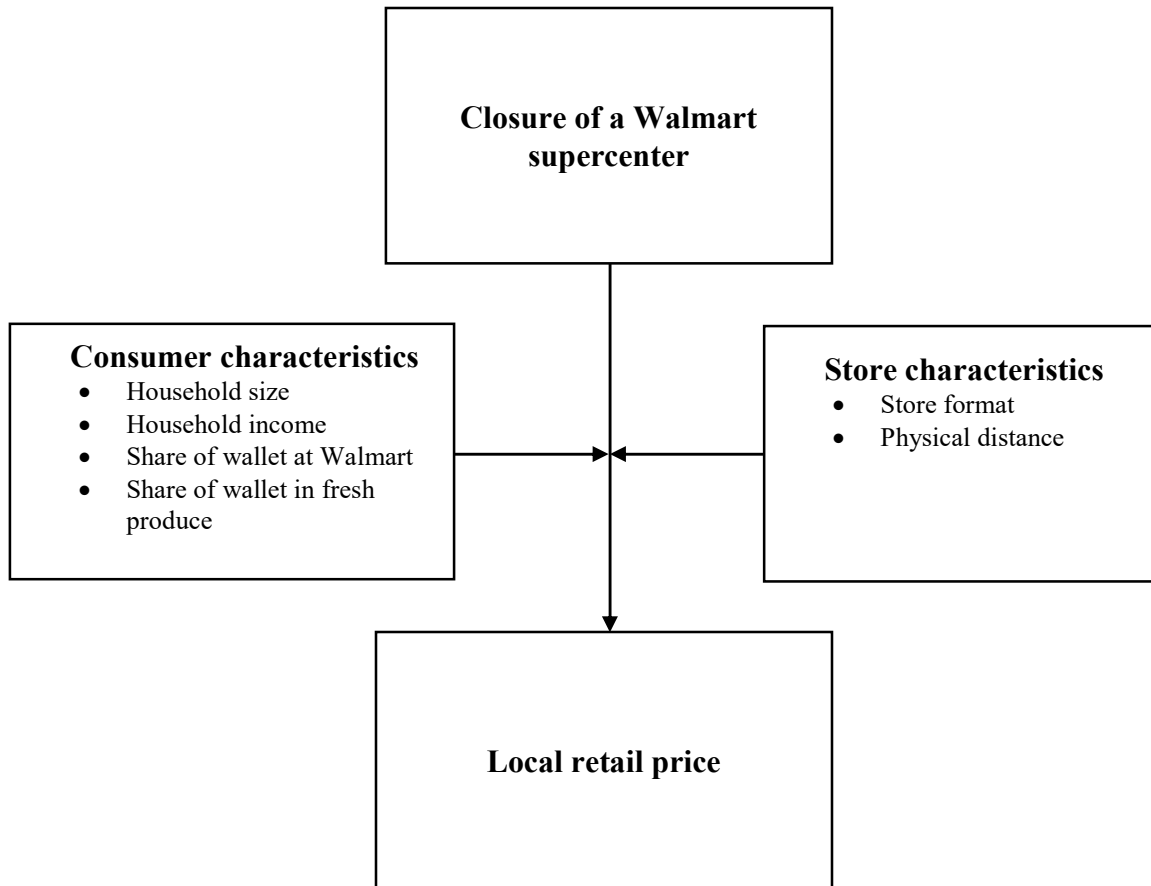 Closure of a Walmart
supercenter
Consumer characteristics
• Household size
• Household income
• Share of wallet at Walmart
• Share of wallet in fresh
produce
Store characteristics
• Store format
• Physical distance
Local retail price